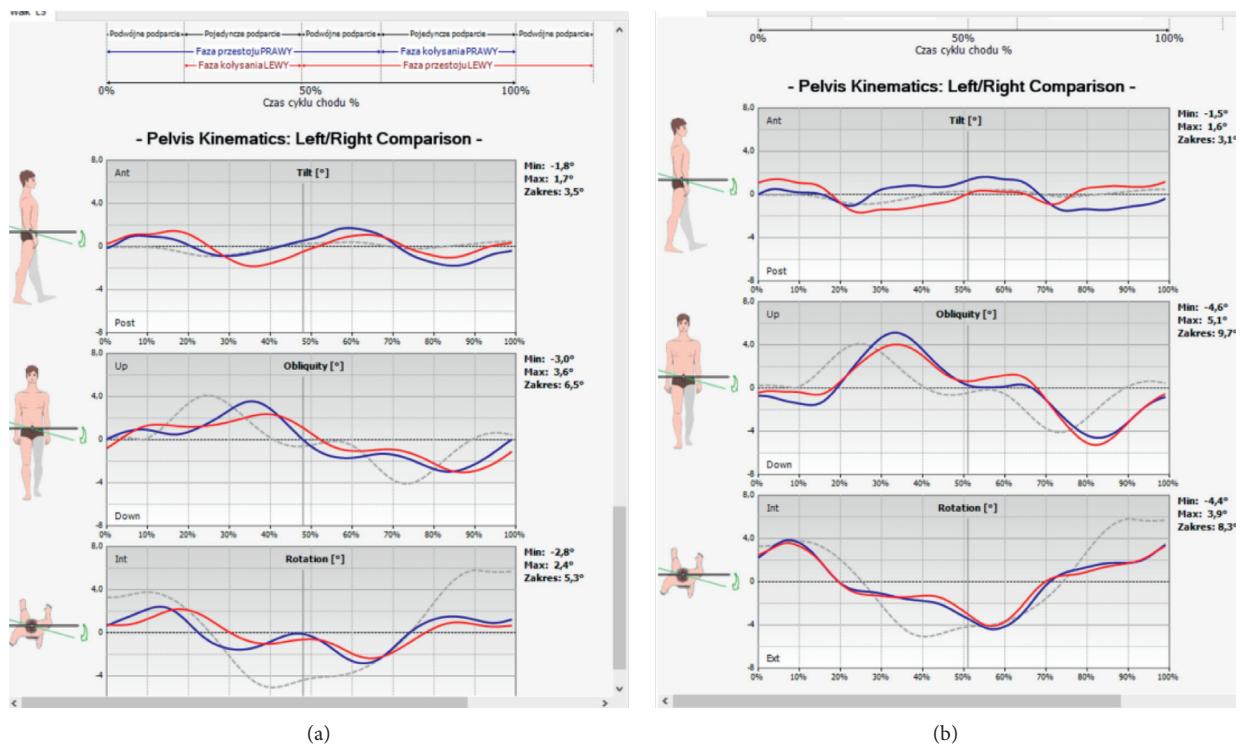 wak L5
Podwójne podparcie Pojedyncze podparcie Podwójne podparcie Pojedyncze podparcie Podwójne podparcie
Faza przestoju PRAWY Faza kołysania PRAWY
Faza kołysania LEWY Faza przestoju LEWY
0% 50% 100%
Czas cyklu chodu %
- Pelvis Kinematics: Left/Right Comparison -
8,0
Ant
Tilt [°]
Min: -1,8°
Max: 1,7°
Zakres: 3,5°
4,0
0
-4
Post
-8
0% 10% 20% 30% 40% 50% 60% 70% 80% 90% 100%
8,0
Up
Obliquity [°]
Min: -3,0°
Max: 3,6°
Zakres: 6,5°
4,0
0
-4
Down
-8
0% 10% 20% 30% 40% 50% 60% 70% 80% 90% 100%
8,0
Int
Rotation [°]
Min: -2,8°
Max: 2,4°
Zakres: 5,3°
4,0
0
-4
(a)
0% 50% 100%
Czas cyklu chodu %
- Pelvis Kinematics: Left/Right Comparison -
8,0
Ant
Tilt [°]
Min: -1,5°
Max: 1,6°
Zakres: 3,1°
4,0
0
-4
Post
-8
0% 10% 20% 30% 40% 50% 60% 70% 80% 90% 100%
8,0
Up
Obliquity [°]
Min: -4,6°
Max: 5,1°
Zakres: 9,7°
4,0
0
-4
Down
-8
0% 10% 20% 30% 40% 50% 60% 70% 80% 90% 100%
8,0
Int
Rotation [°]
Min: -4,4°
Max: 3,9°
Zakres: 8,3°
4,0
0
-4
Ext
-8
0% 10% 20% 30% 40% 50% 60% 70% 80% 90% 100%
(b)